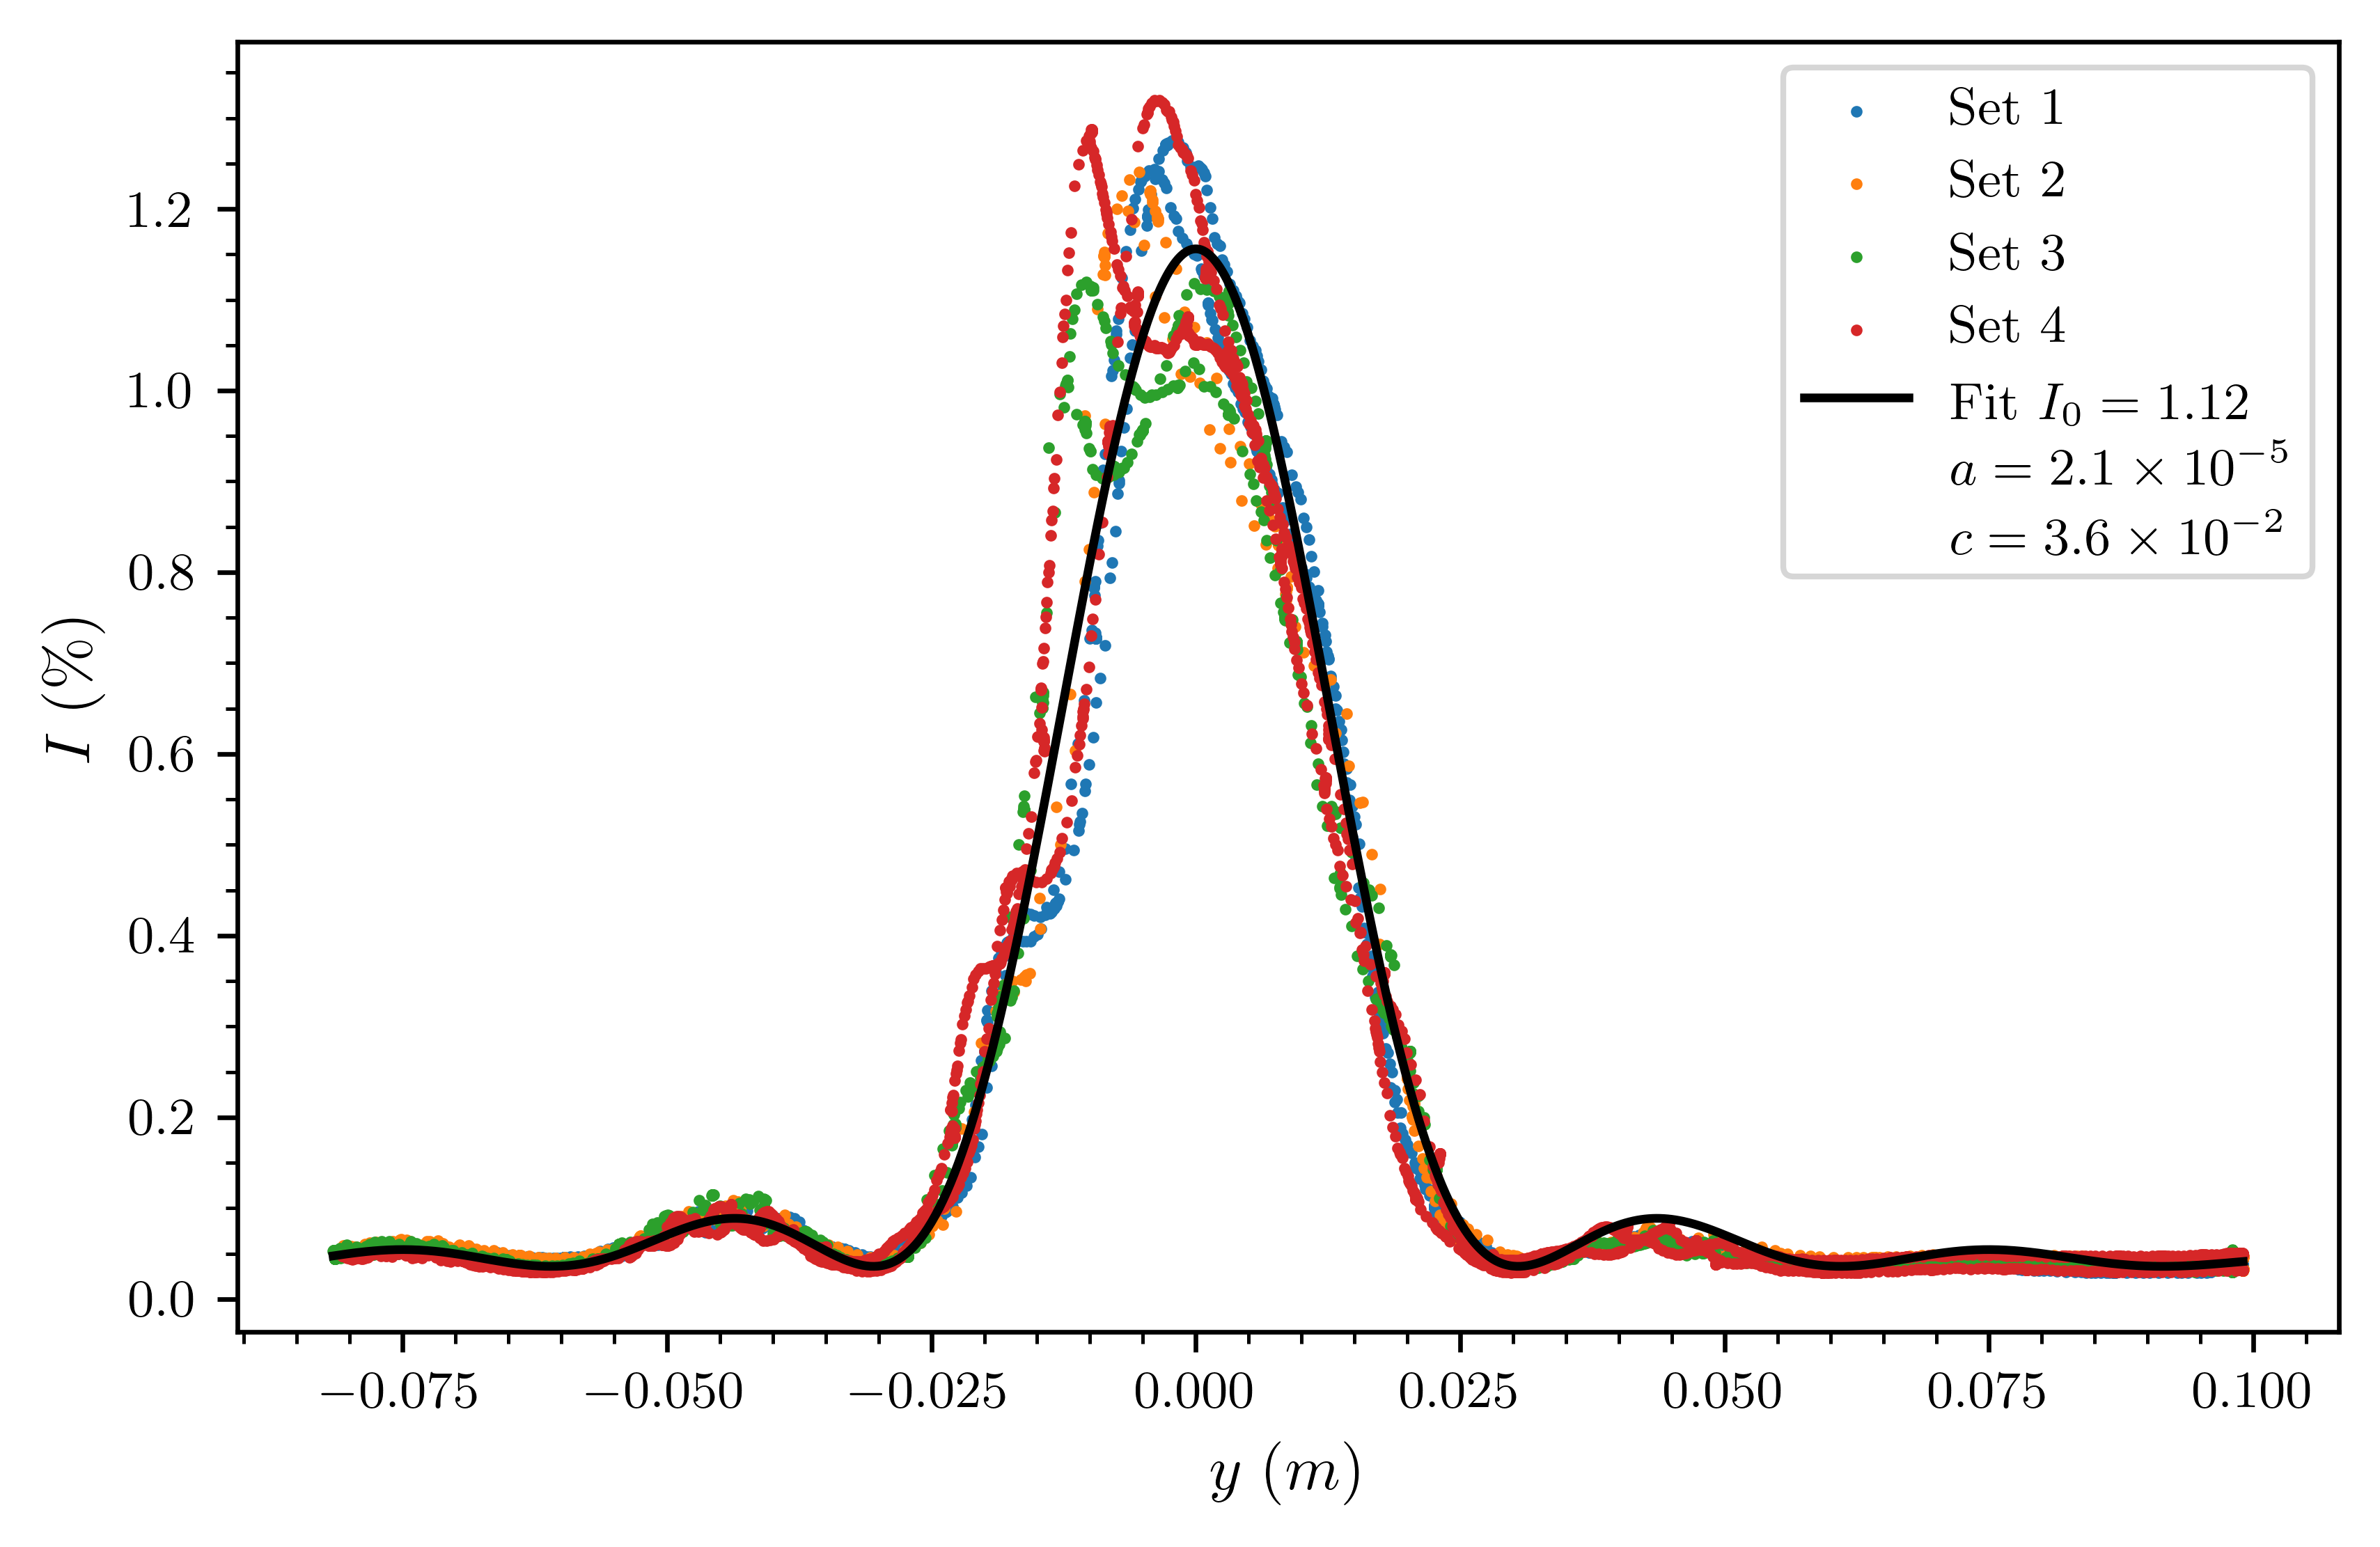 Set 1
Set 2
Set 3
Set 4
Fit I₀ = 1.12
a = 2.1 × 10⁻⁵
c = 3.6 × 10⁻²
I (%)
1.2
1.0
0.8
0.6
0.4
0.2
0.0
−0.075 −0.050 −0.025 0.000 0.025 0.050 0.075 0.100
y (m)